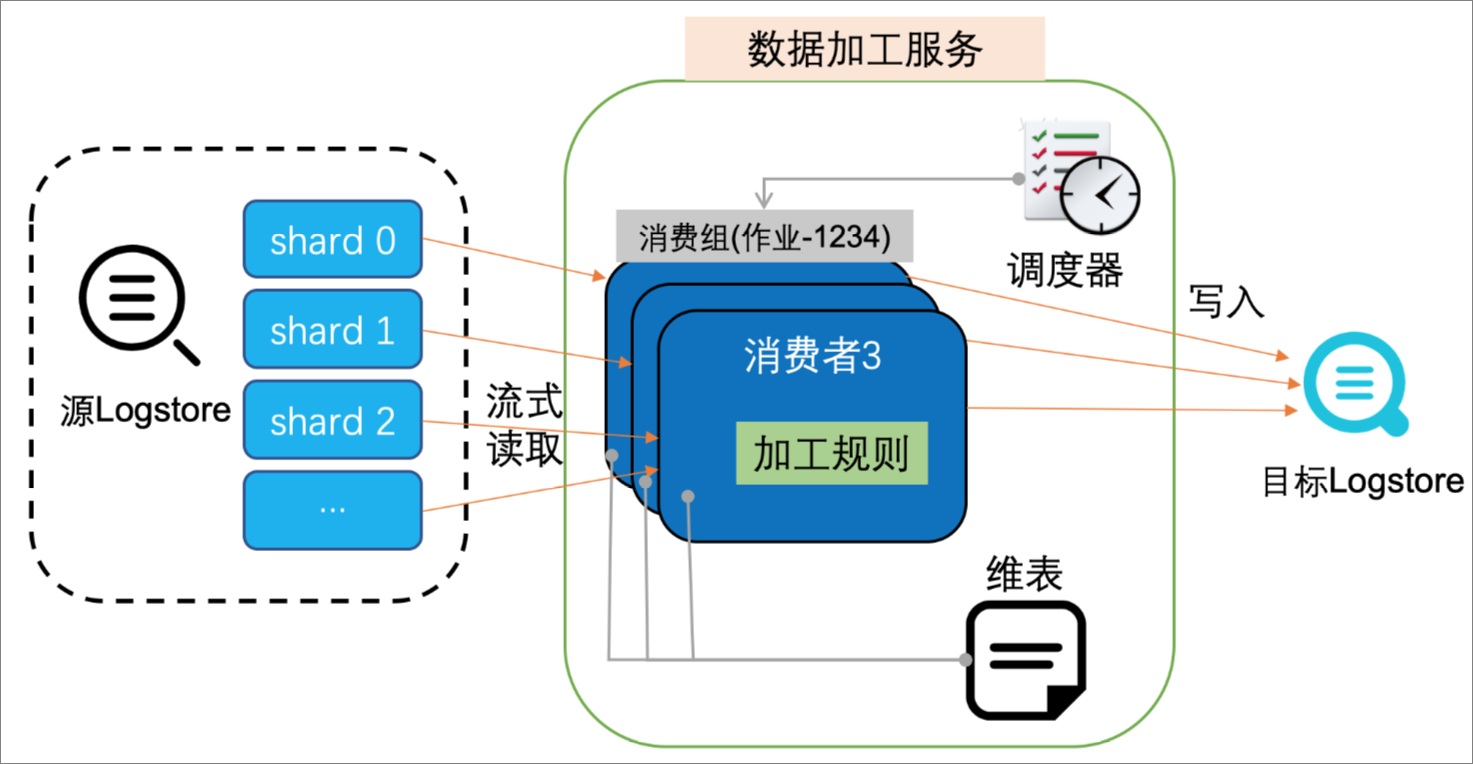 数据加工服务
源Logstore
shard 0
shard 1
shard 2
...
流式
读取
消费组(作业-1234)
消费者3
加工规则
调度器
维表
写入
目标Logstore